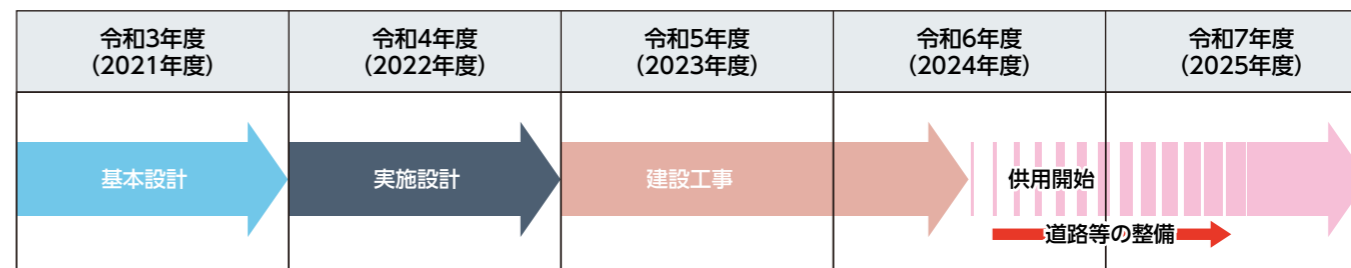 令和3年度
(2021年度)
令和4年度
(2022年度)
令和5年度
(2023年度)
令和6年度
(2024年度)
令和7年度
(2025年度)
基本設計
実施設計
建設工事
供用開始
道路等の整備